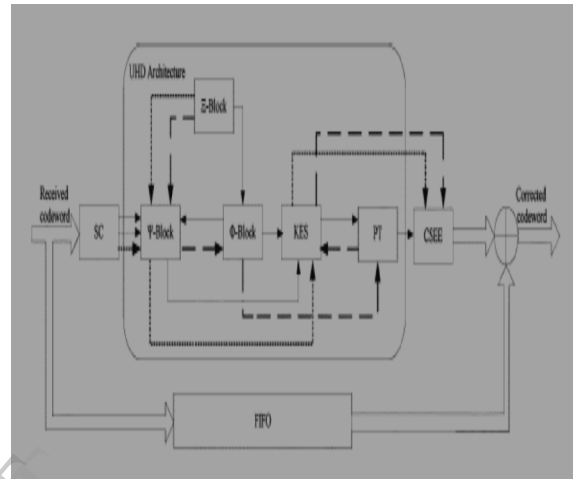 UHD Architecture
Ξ-Block
Received
codeword
Corrected
codeword
SC
Ψ-Block
Φ-Block
KES
PT
CSEE
FIFO